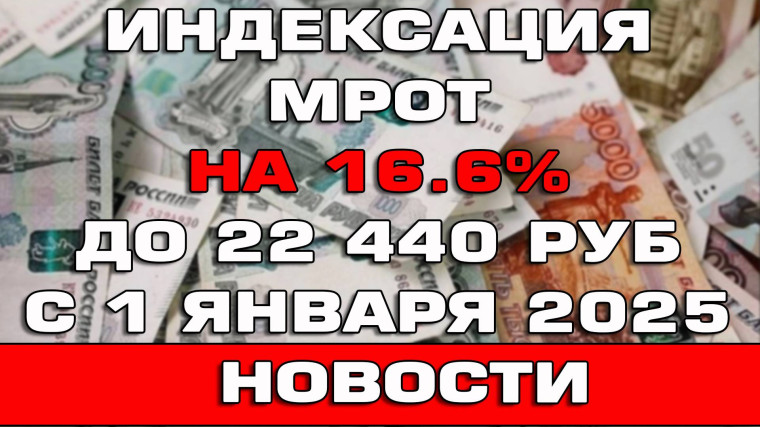 ИНДЕКСАЦИЯ
МРОТ
НА 16.6%
ДО 22 440 РУБ
С 1 ЯНВАРЯ 2025
НОВОСТИ